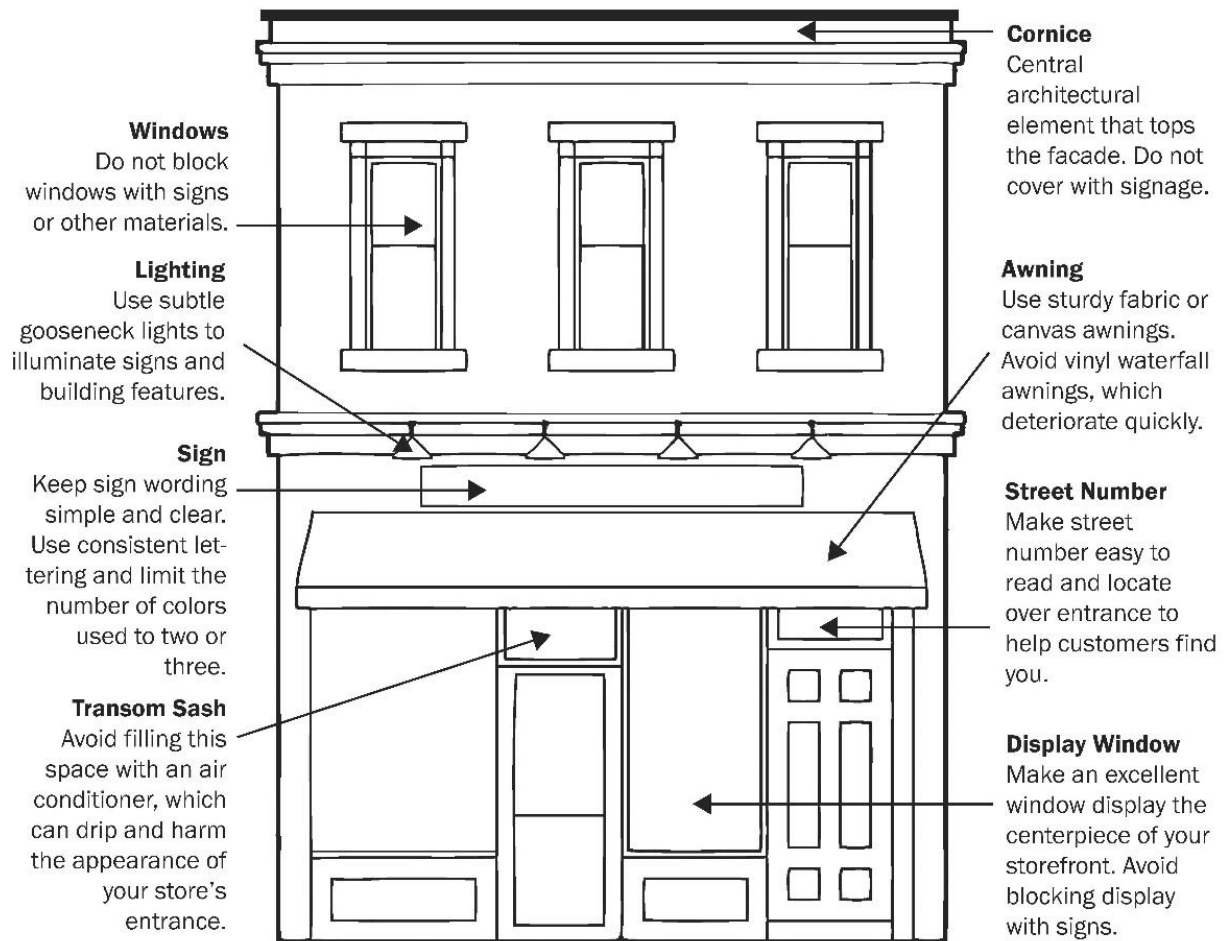 Windows
Do not block
windows with signs
or other materials.
Lighting
Use subtle
gooseneck lights to
illuminate signs and
building features.
Sign
Keep sign wording
simple and clear.
Use consistent let-
tering and limit the
number of colors
used to two or
three.
Transom Sash
Avoid filling this
space with an air
conditioner, which
can drip and harm
the appearance of
your store's
entrance.
Cornice
Central
architectural
element that tops
the facade. Do not
cover with signage.
Awning
Use sturdy fabric or
canvas awnings.
Avoid vinyl waterfall
awnings, which
deteriorate quickly.
Street Number
Make street
number easy to
read and locate
over entrance to
help customers find
you.
Display Window
Make an excellent
window display the
centerpiece of your
storefront. Avoid
blocking display
with signs.